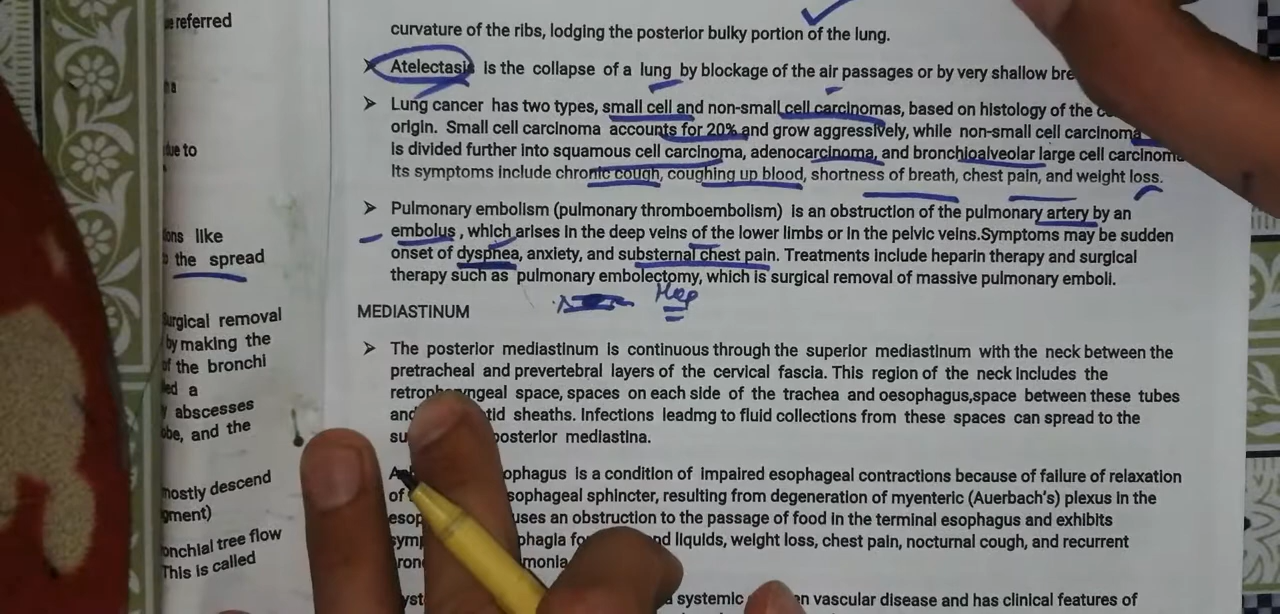 e referred
due to
ons like
the spread
Surgical removal
by making the
of the bronchi
ed a
abscesses
obe, and the
mostly descend
gment)
onchial tree flow
This is called
curvature of the ribs, lodging the posterior bulky portion of the lung.
➤ Atelectasis is the collapse of a lung by blockage of the air passages or by very shallow bre
➤ Lung cancer has two types, small cell and non-small cell carcinomas, based on histology of the
origin. Small cell carcinoma accounts for 20% and grow aggressively, while non-small cell carcinoma
is divided further into squamous cell carcinoma, adenocarcinoma, and bronchioalveolar large cell carcinom
Its symptoms include chronic cough, coughing up blood, shortness of breath, chest pain, and weight loss.
➤ Pulmonary embolism (pulmonary thromboembolism) is an obstruction of the pulmonary artery by an
embolus , which arises in the deep veins of the lower limbs or in the pelvic veins.Symptoms may be sudden
onset of dysphea, anxiety, and substernal chest pain. Treatments include heparin therapy and surgical
therapy such as pulmonary embolectomy, which is surgical removal of massive pulmonary emboli.
Hep
MEDIASTINUM
➤ The posterior mediastinum is continuous through the superior mediastinum with the neck between the
pretracheal and prevertebral layers of the cervical fascia. This region of the neck includes the
retropharyngeal space, spaces on each side of the trachea and oesophagus,space between these tubes
and tid sheaths. Infections leadmg to fluid collections from these spaces can spread to the
su osterior mediastina.
ophagus is a condition of impaired esophageal contractions because of failure of relaxation
of sophageal sphincter, resulting from degeneration of myenteric (Auerbach's) plexus in the
esop uses an obstruction to the passage of food in the terminal esophagus and exhibits
symp phagia fo nd liquids, weight loss, chest pain, nocturnal cough, and recurrent
ron monia
yst systemic n vascular disease and has clinical features of